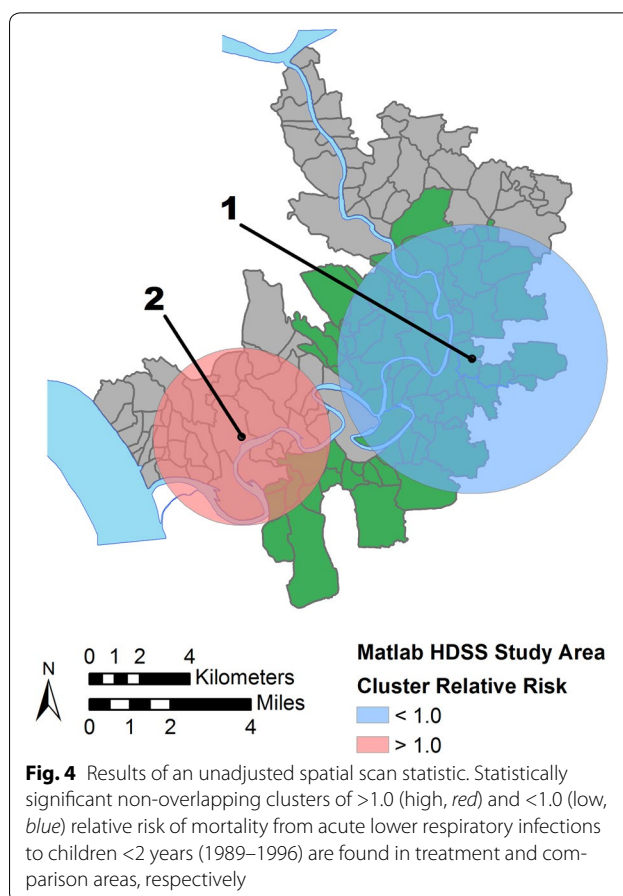 1
2
N
0 1 2 4
Kilometers
Miles
0 1 2 4
Matlab HDSS Study Area
Cluster Relative Risk
< 1.0
> 1.0
Fig. 4 Results of an unadjusted spatial scan statistic. Statistically
significant non-overlapping clusters of >1.0 (high, red) and <1.0 (low,
blue) relative risk of mortality from acute lower respiratory infections
to children <2 years (1989–1996) are found in treatment and com-
parison areas, respectively